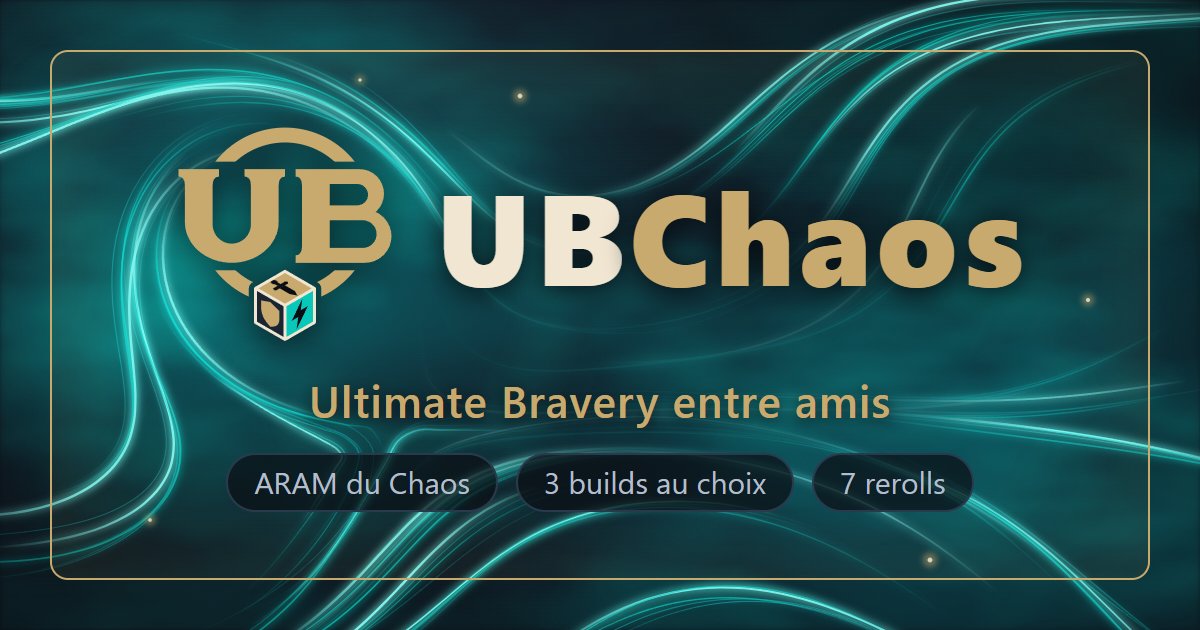 UB
UBChaos
Ultimate Bravery entre amis
ARAM du Chaos
3 builds au choix
7 rerolls